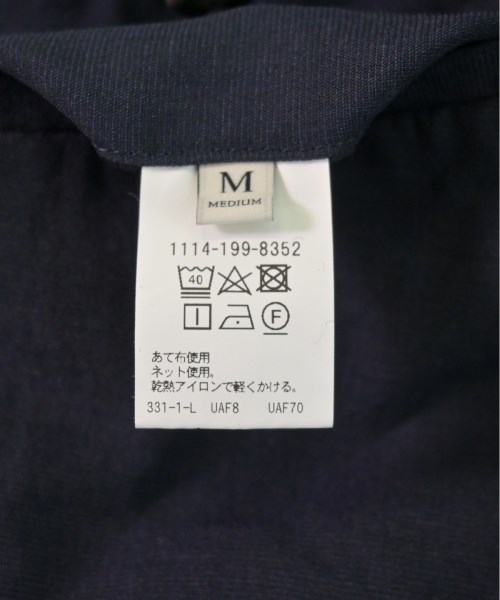 M
MEDIUM
1114-199-8352
40
F
あて布使用
ネット使用。
乾熱アイロンで軽くかける。
331-1-L UAF8 UAF70